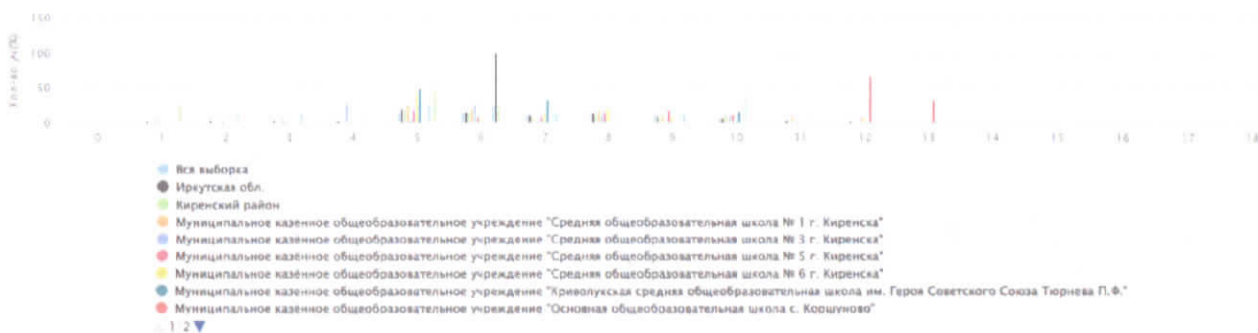 150
Кол-во уч(%)
100
50
0
0 1 2 3 4 5 6 7 8 9 10 11 12 13 14 15 16 17 18
Вся выборка
Иркутская обл.
Киренский район
Муниципальное казённое общеобразовательное учреждение "Средняя общеобразовательная школа № 1 г. Киренска"
Муниципальное казённое общеобразовательное учреждение "Средняя общеобразовательная школа № 3 г. Киренска"
Муниципальное казённое общеобразовательное учреждение "Средняя общеобразовательная школа № 5 г. Киренска"
Муниципальное казённое общеобразовательное учреждение "Средняя общеобразовательная школа № 6 г. Киренска"
Муниципальное казённое общеобразовательное учреждение "Криволукская средняя общеобразовательная школа им. Героя Советского Союза Тюрнева П.Ф."
Муниципальное казённое общеобразовательное учреждение "Основная общеобразовательная школа с. Коршуново"
1 2